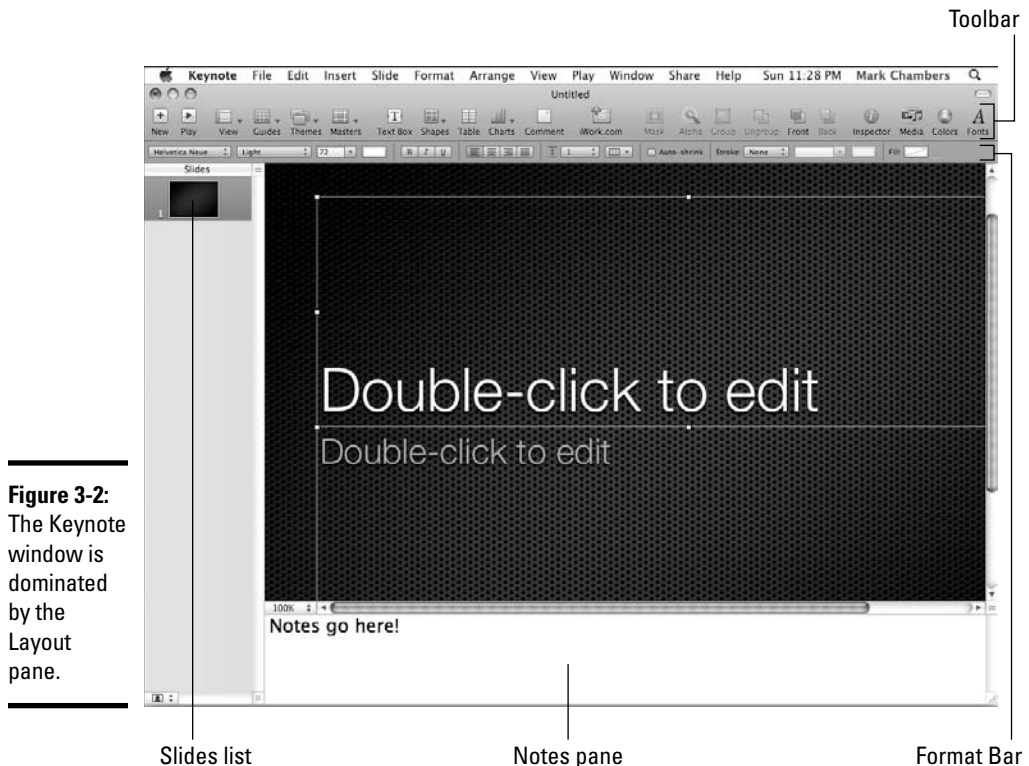 Toolbar
Keynote File Edit Insert Slide Format Arrange View Play Window Share Help Sun 11:28 PM Mark Chambers
Untitled
New Play View Guides Themes Masters Text Box Shapes Table Charts Comment iWork.com Mask Alpha Group Ungroup Front Back Inspector Media Colors Fonts
Helvetica Neue Light 72 B I U 1 Auto-shrink Stroke: None Fill:
Slides
1
Double-click to edit
Double-click to edit
Figure 3-2:
The Keynote
window is
dominated
by the
Layout
pane.
100%
Notes go here!
Slides list Notes pane Format Bar